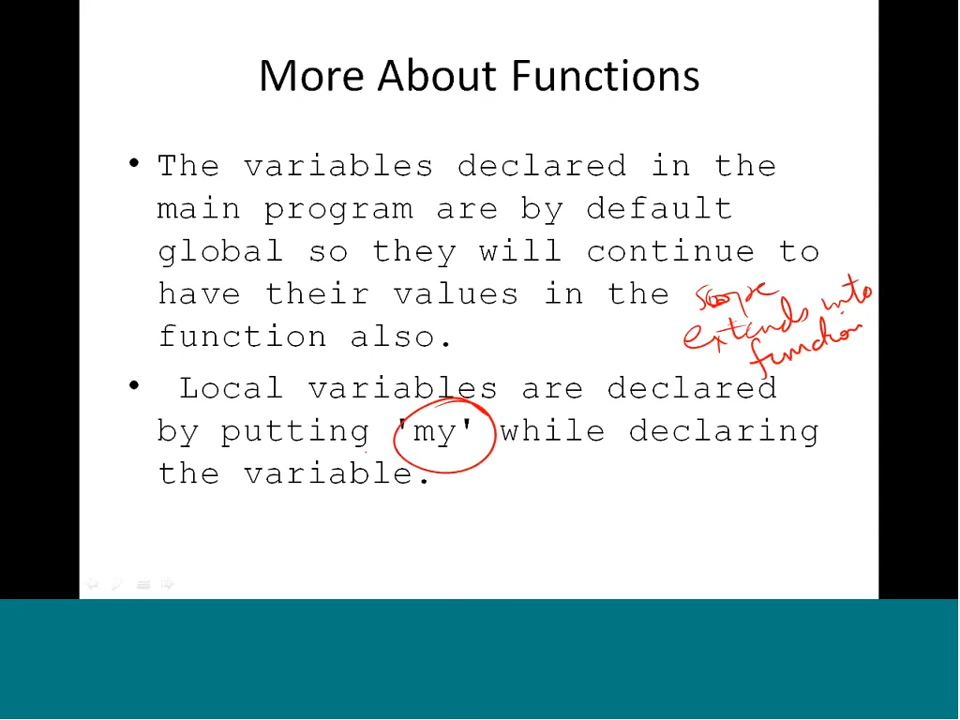 More About Functions
• The variables declared in the
main program are by default
global so they will continue to
have their values in the
function also.
scope
extends into
function
• Local variables are declared
by putting 'my' while declaring
the variable.